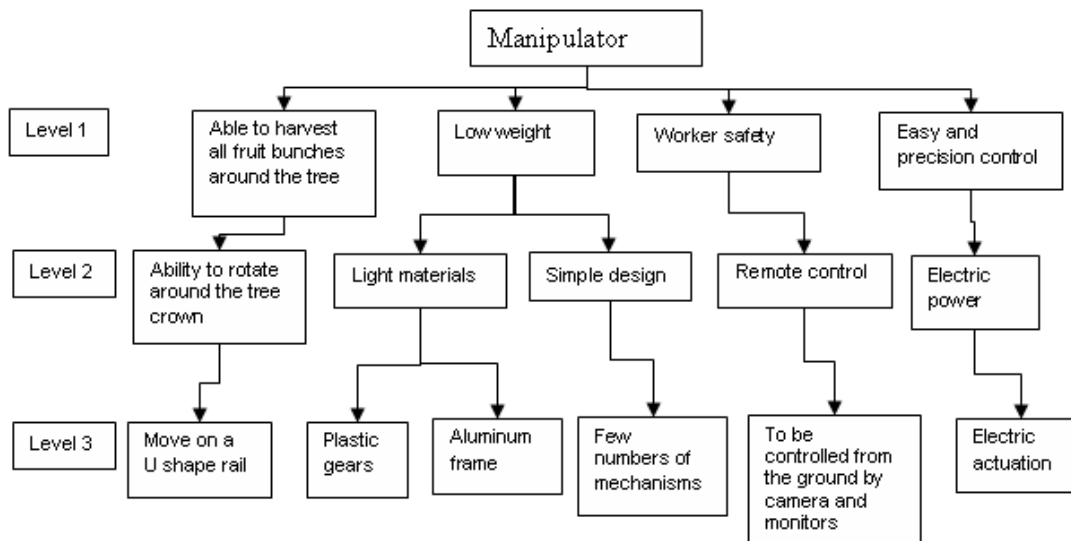 Manipulator
Level 1
Able to harvest
all fruit bunches
around the tree
Low weight
Worker safety
Easy and
precision control
Level 2
Ability to rotate
around the tree
crown
Light materials
Simple design
Remote control
Electric
power
Level 3
Move on a
U shape rail
Plastic
gears
Aluminum
frame
Few
numbers of
mechanisms
To be
controlled from
the ground by
camera and
monitors
Electric
actuation